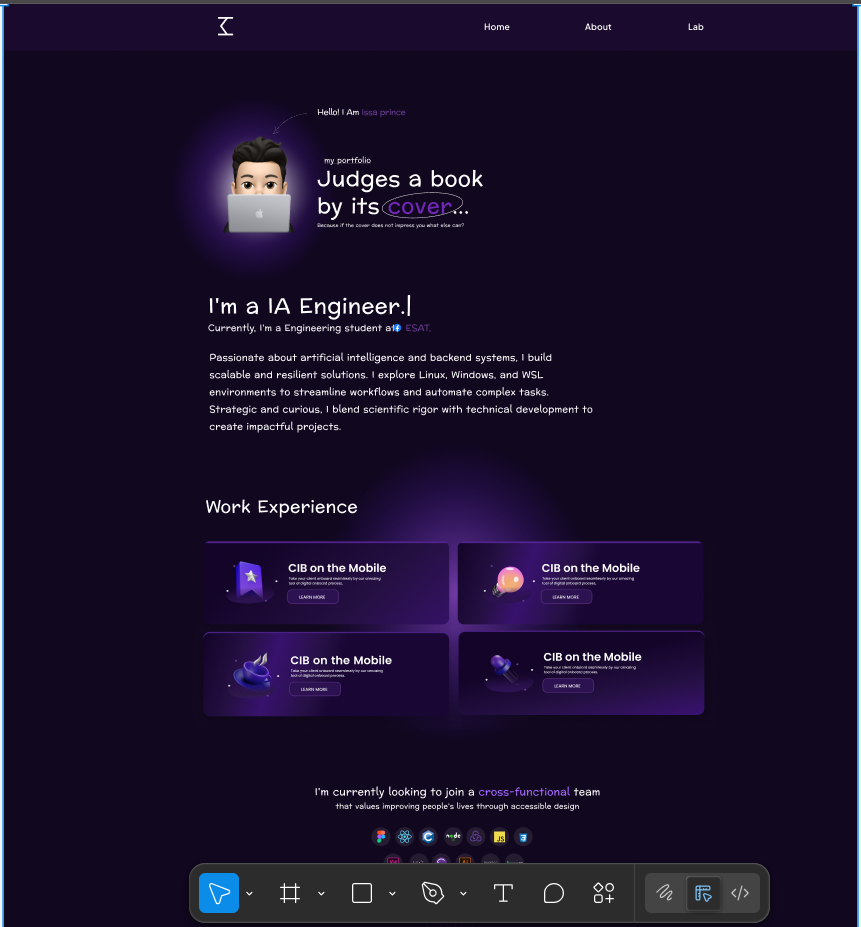 Home About Lab
Hello! I Am Issa prince
my portfolio
Judges a book
by its cover...
Because if the cover does not impress you what else can?
I'm a IA Engineer.|
Currently, I'm a Engineering student at ESAT.
Passionate about artificial intelligence and backend systems, I build
scalable and resilient solutions. I explore Linux, Windows, and WSL
environments to streamline workflows and automate complex tasks.
Strategic and curious, I blend scientific rigor with technical development to
create impactful projects.
Work Experience
CIB on the Mobile
Take your client onboard seamlessly by our amazing
tool of digital onboard process.
LEARN MORE
CIB on the Mobile
Take your client onboard seamlessly by our amazing
tool of digital onboard process.
LEARN MORE
CIB on the Mobile
Take your client onboard seamlessly by our amazing
tool of digital onboard process.
LEARN MORE
CIB on the Mobile
Take your client onboard seamlessly by our amazing
tool of digital onboard process.
LEARN MORE
I'm currently looking to join a cross-functional team
that values improving people's lives through accessible design
node JS